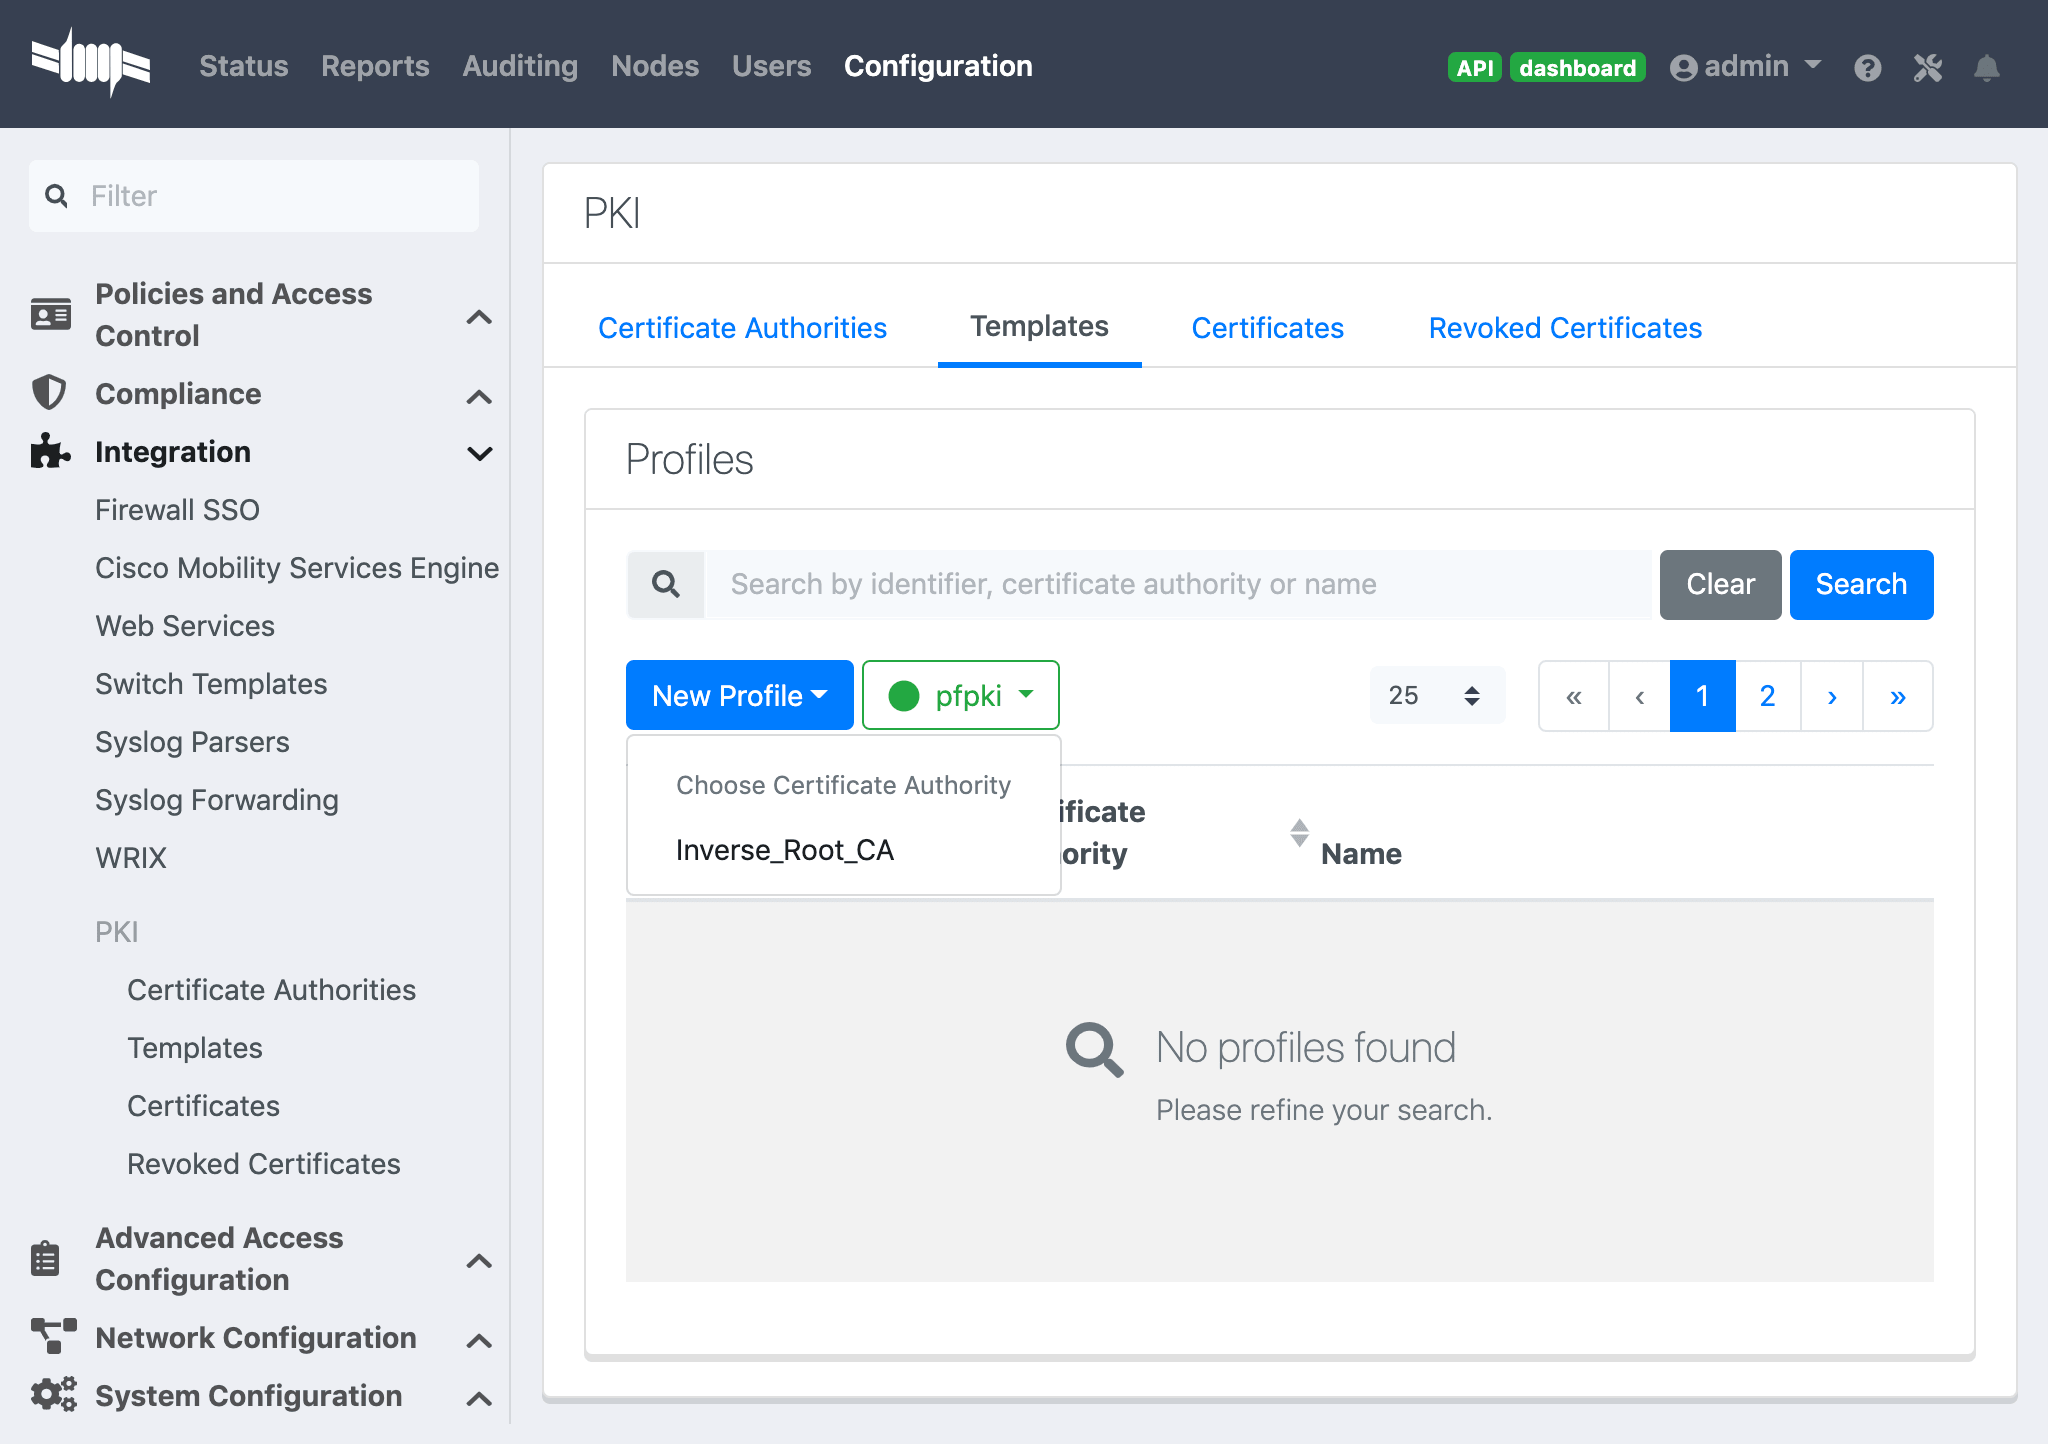 Status Reports Auditing Nodes Users Configuration API dashboard admin
Filter
Policies and Access
Control
Compliance
Integration
Firewall SSO
Cisco Mobility Services Engine
Web Services
Switch Templates
Syslog Parsers
Syslog Forwarding
WRIX
PKI
Certificate Authorities
Templates
Certificates
Revoked Certificates
Advanced Access
Configuration
Network Configuration
System Configuration
PKI
Certificate Authorities Templates Certificates Revoked Certificates
Profiles
Search by identifier, certificate authority or name Clear Search
New Profile pfpki 25 « ‹ 1 2 › »
Choose Certificate Authority
Inverse_Root_CA
ificate
ority
Name
No profiles found
Please refine your search.